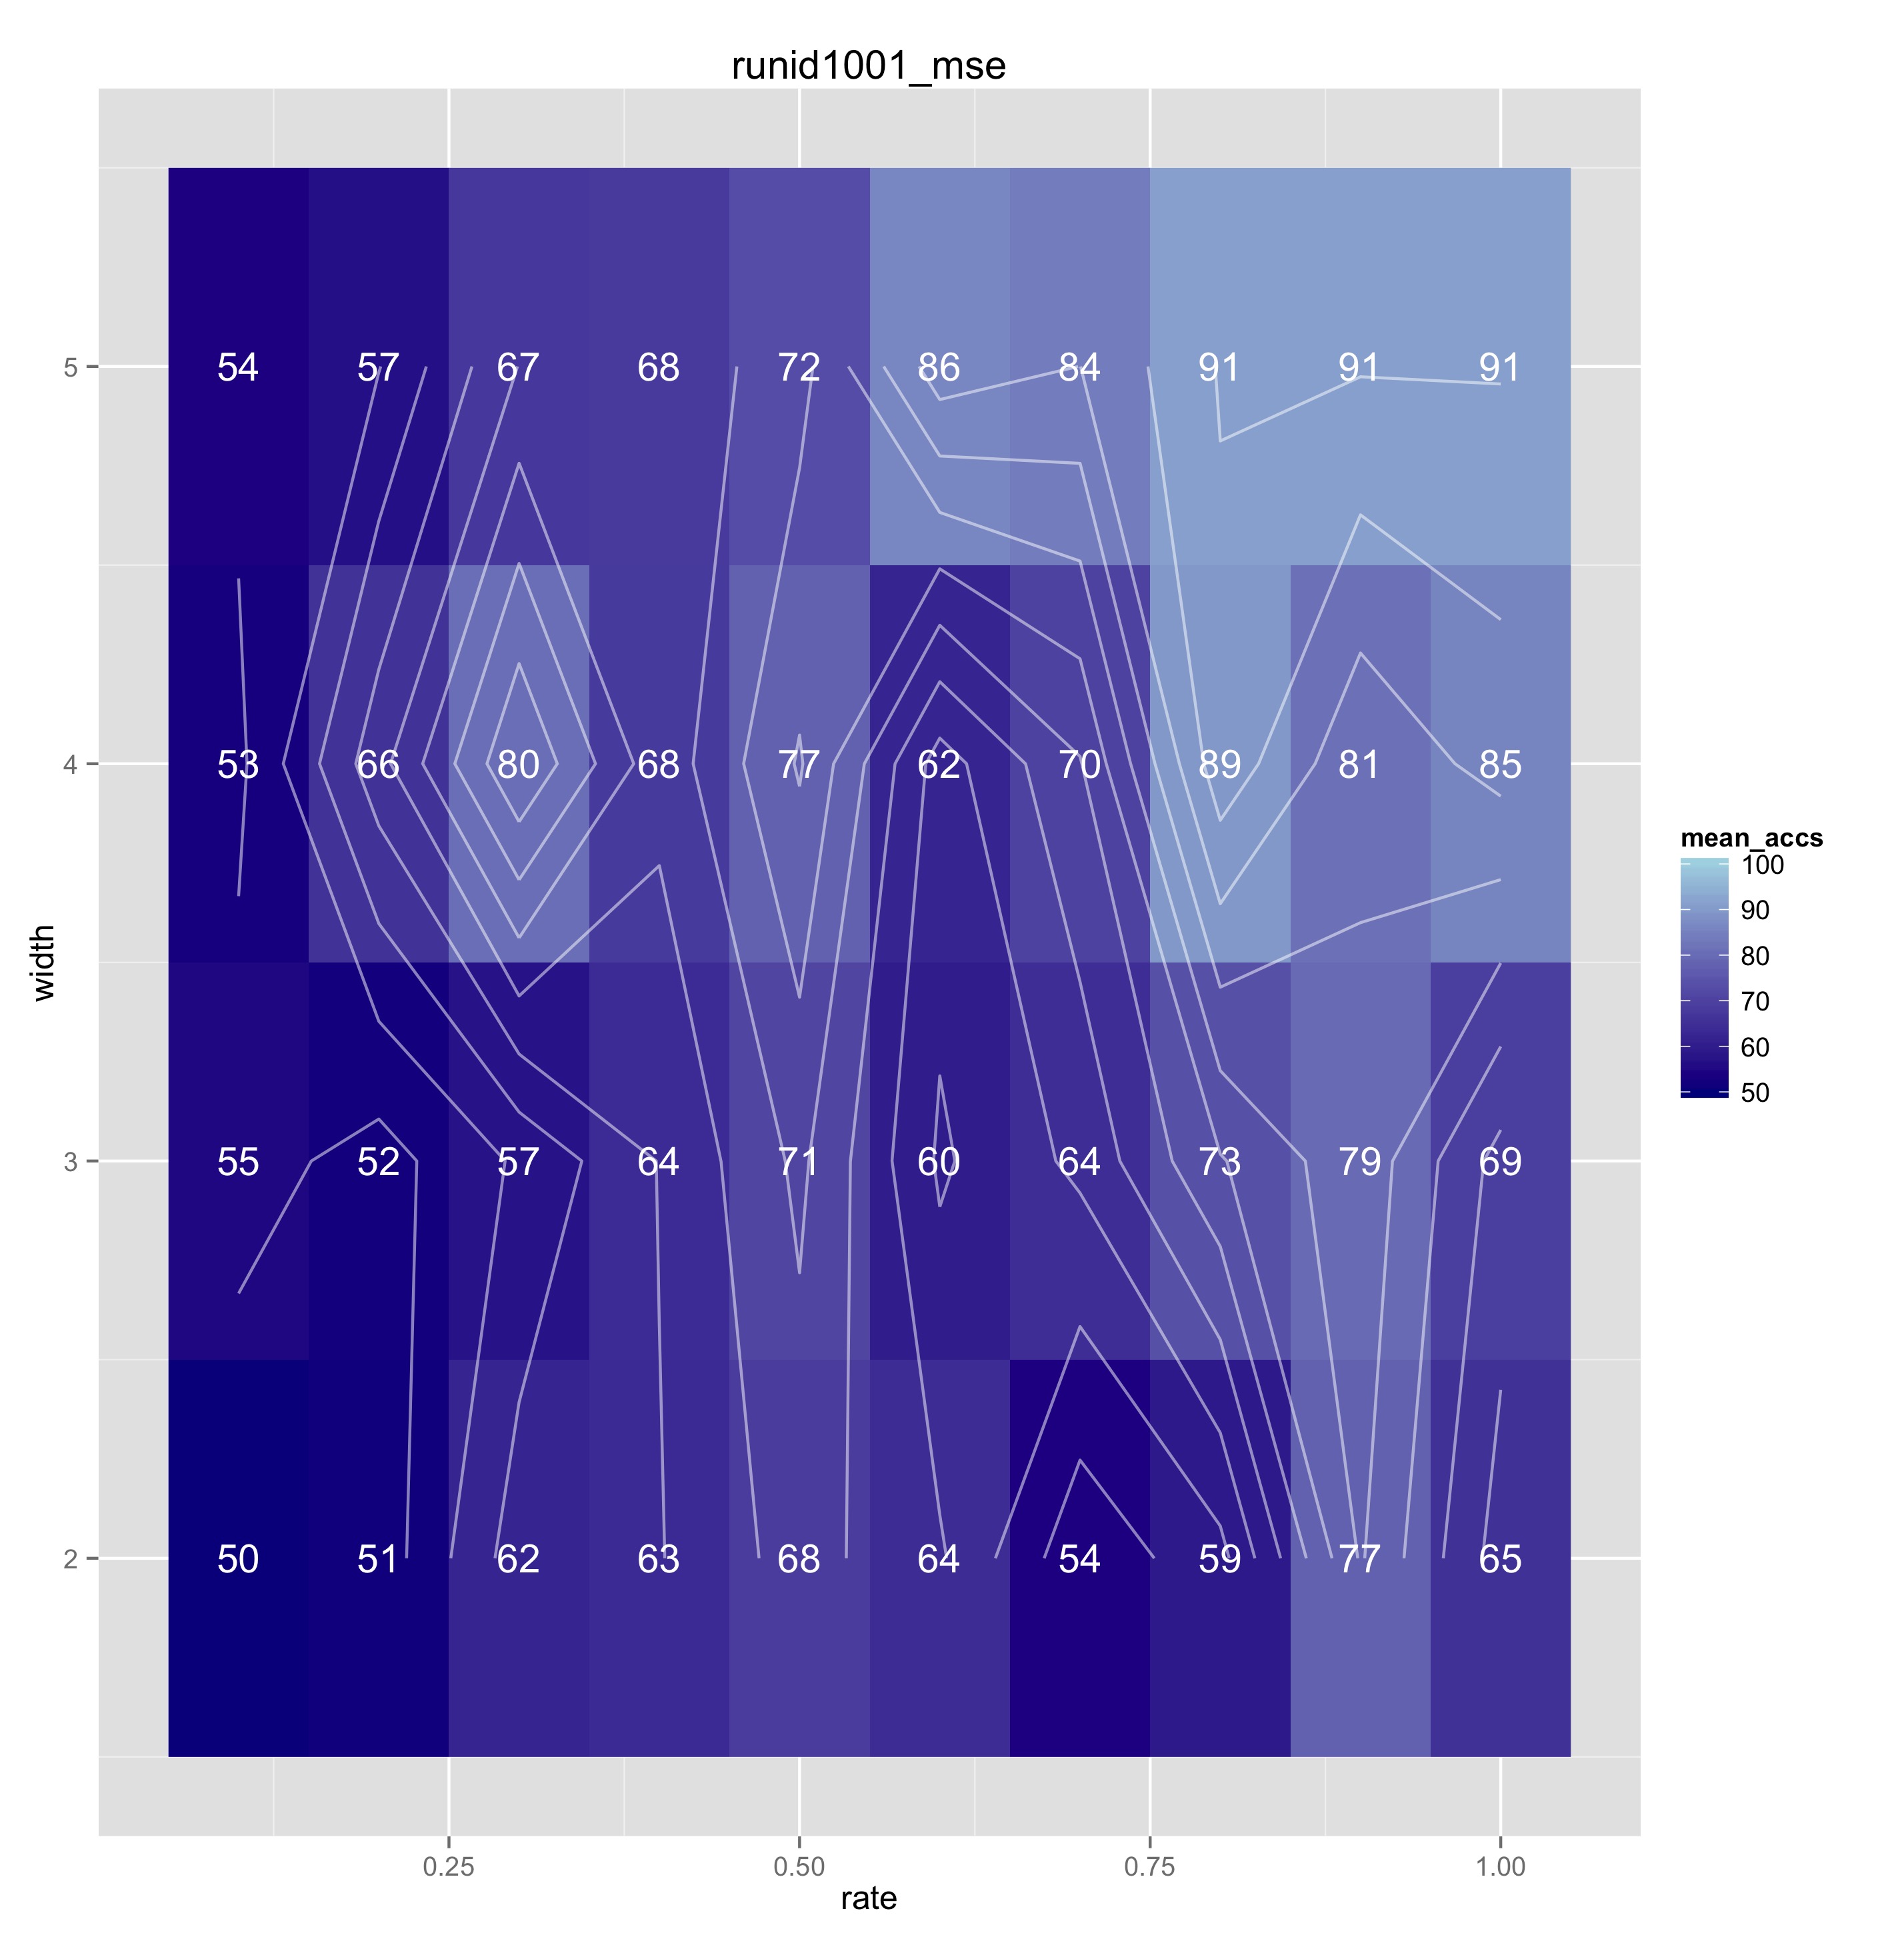 runid1001_mse
width
5
54 57 67 68 72 86 84 91 91 91
4
53 66 80 68 77 62 70 89 81 85
3
55 52 57 64 71 60 64 73 79 69
2
50 51 62 63 68 64 54 59 77 65
0.25 0.50 0.75 1.00
rate
mean_accs
100
90
80
70
60
50